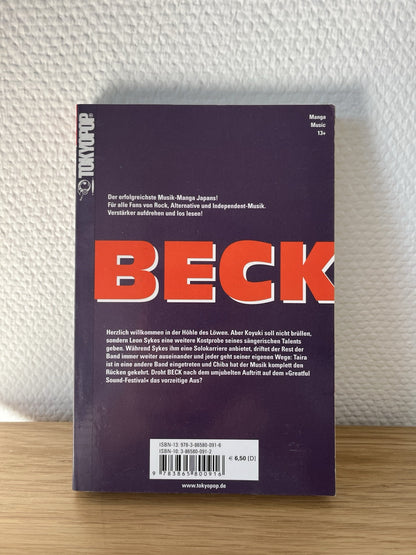 TOKYOPOP
Manga
Music
13+
Der erfolgreichste Musik-Manga Japans!
Für alle Fans von Rock, Alternative und Independent-Musik.
Verstärker aufdrehen und los lesen!
BECK
Herzlich willkommen in der Höhle des Löwen. Aber Koyuki soll nicht brüllen,
sondern Leon Sykes eine weitere Kostprobe seines sängerischen Talents
geben. Während Sykes ihm eine Solokarriere anbietet, driftet der Rest der
Band immer weiter auseinander und jeder geht seiner eigenen Wege: Taira
ist in eine andere Band eingetreten und Chiba hat der Musik komplett den
Rücken gekehrt. Droht BECK nach dem umjubelten Auftritt auf dem »Greatful
Sound-Festival« das vorzeitige Aus?
ISBN-13: 978-3-86580-091-6
ISBN-10: 3-86580-091-2
9 783865 800916
€ 6,50 (D)
www.tokyopop.de